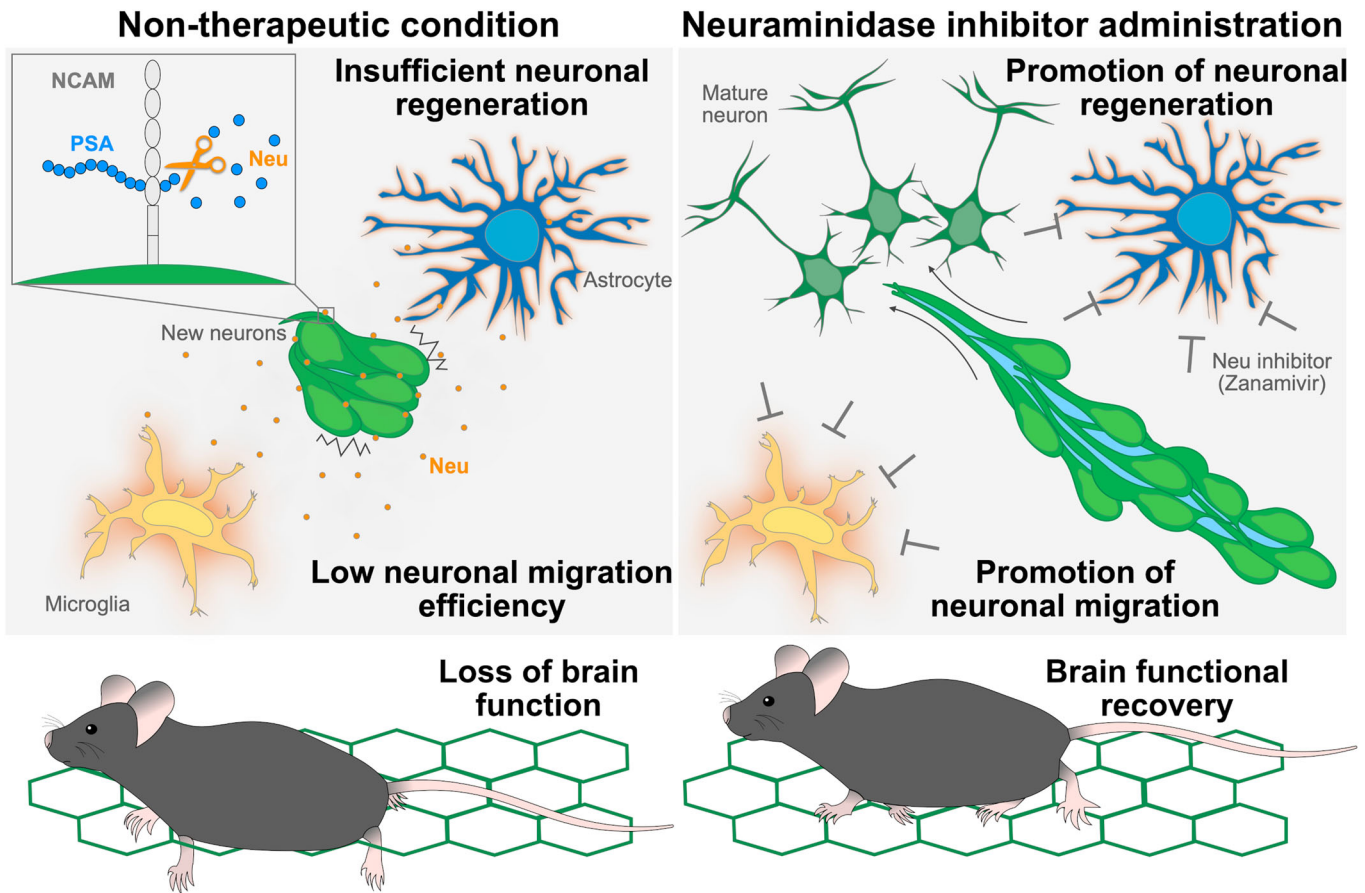 Non-therapeutic condition
NCAM
PSA
Neu
Insufficient neuronal
regeneration
Astrocyte
New neurons
Neu
Microglia
Low neuronal migration
efficiency
Loss of brain
function
Neuraminidase inhibitor administration
Mature
neuron
Promotion of neuronal
regeneration
Neu inhibitor
(Zanamivir)
Promotion of
neuronal migration
Brain functional
recovery